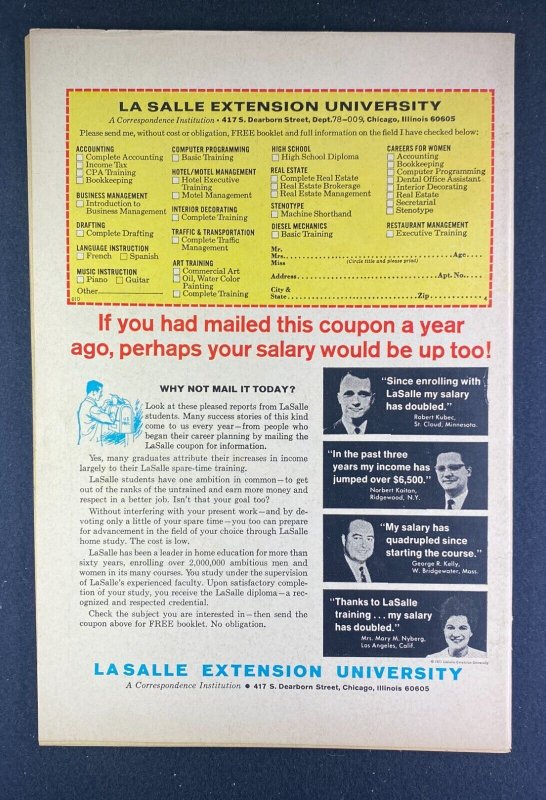 LA SALLE EXTENSION UNIVERSITY
A Correspondence Institution • 417 S. Dearborn Street, Dept. 78-009, Chicago, Illinois 60605
Please send me, without cost or obligation, FREE booklet and full information on the field I have checked below:
ACCOUNTING
Complete Accounting
Income Tax
CPA Training
Bookkeeping
BUSINESS MANAGEMENT
Introduction to
Business Management
DRAFTING
Complete Drafting
LANGUAGE INSTRUCTION
French Spanish
MUSIC INSTRUCTION
Piano Guitar
Other
COMPUTER PROGRAMMING
Basic Training
HOTEL/MOTEL MANAGEMENT
Hotel Executive
Training
Motel Management
INTERIOR DECORATING
Complete Training
TRAFFIC & TRANSPORTATION
Complete Traffic
Management
ART TRAINING
Commercial Art
Oil, Water Color
Painting
Complete Training
HIGH SCHOOL
High School Diploma
REAL ESTATE
Complete Real Estate
Real Estate Brokerage
Real Estate Management
STENOTYPE
Machine Shorthand
DIESEL MECHANICS
Basic Training
CAREERS FOR WOMEN
Accounting
Bookkeeping
Computer Programming
Dental Office Assistant
Interior Decorating
Real Estate
Secretarial
Stenotype
RESTAURANT MANAGEMENT
Executive Training
Mr.
Mrs. Age
Miss (Circle title and please print)
Address Apt. No.
City &
State Zip
610 4
If you had mailed this coupon a year
ago, perhaps your salary would be up too!
WHY NOT MAIL IT TODAY?
Look at these pleased reports from LaSalle
students. Many success stories of this kind
come to us every year—from people who
began their career planning by mailing the
LaSalle coupon for information.
Yes, many graduates attribute their increases in income
largely to their LaSalle spare-time training.
LaSalle students have one ambition in common—to get
out of the ranks of the untrained and earn more money and
respect in a better job. Isn't that your goal too?
Without interfering with your present work—and by de-
voting only a little of your spare time—you too can prepare
for advancement in the field of your choice through LaSalle
home study. The cost is low.
LaSalle has been a leader in home education for more than
sixty years, enrolling over 2,000,000 ambitious men and
women in its many courses. You study under the supervision
of LaSalle's experienced faculty. Upon satisfactory comple-
tion of your study, you receive the LaSalle diploma—a rec-
ognized and respected credential.
Check the subject you are interested in—then send the
coupon above for FREE booklet. No obligation.
"Since enrolling with
LaSalle my salary
has doubled."
Robert Kubec,
St. Cloud, Minnesota.
"In the past three
years my income has
jumped over $6,500."
Norbert Kaitan,
Ridgewood, N.Y.
"My salary has
quadrupled since
starting the course."
George R. Kelly,
W. Bridgewater, Mass.
"Thanks to LaSalle
training . . . my salary
has doubled."
Mrs. Mary M. Nyberg,
Los Angeles, Calif.
© 1971 LaSalle Extension University
LA SALLE EXTENSION UNIVERSITY
A Correspondence Institution • 417 S. Dearborn Street, Chicago, Illinois 60605